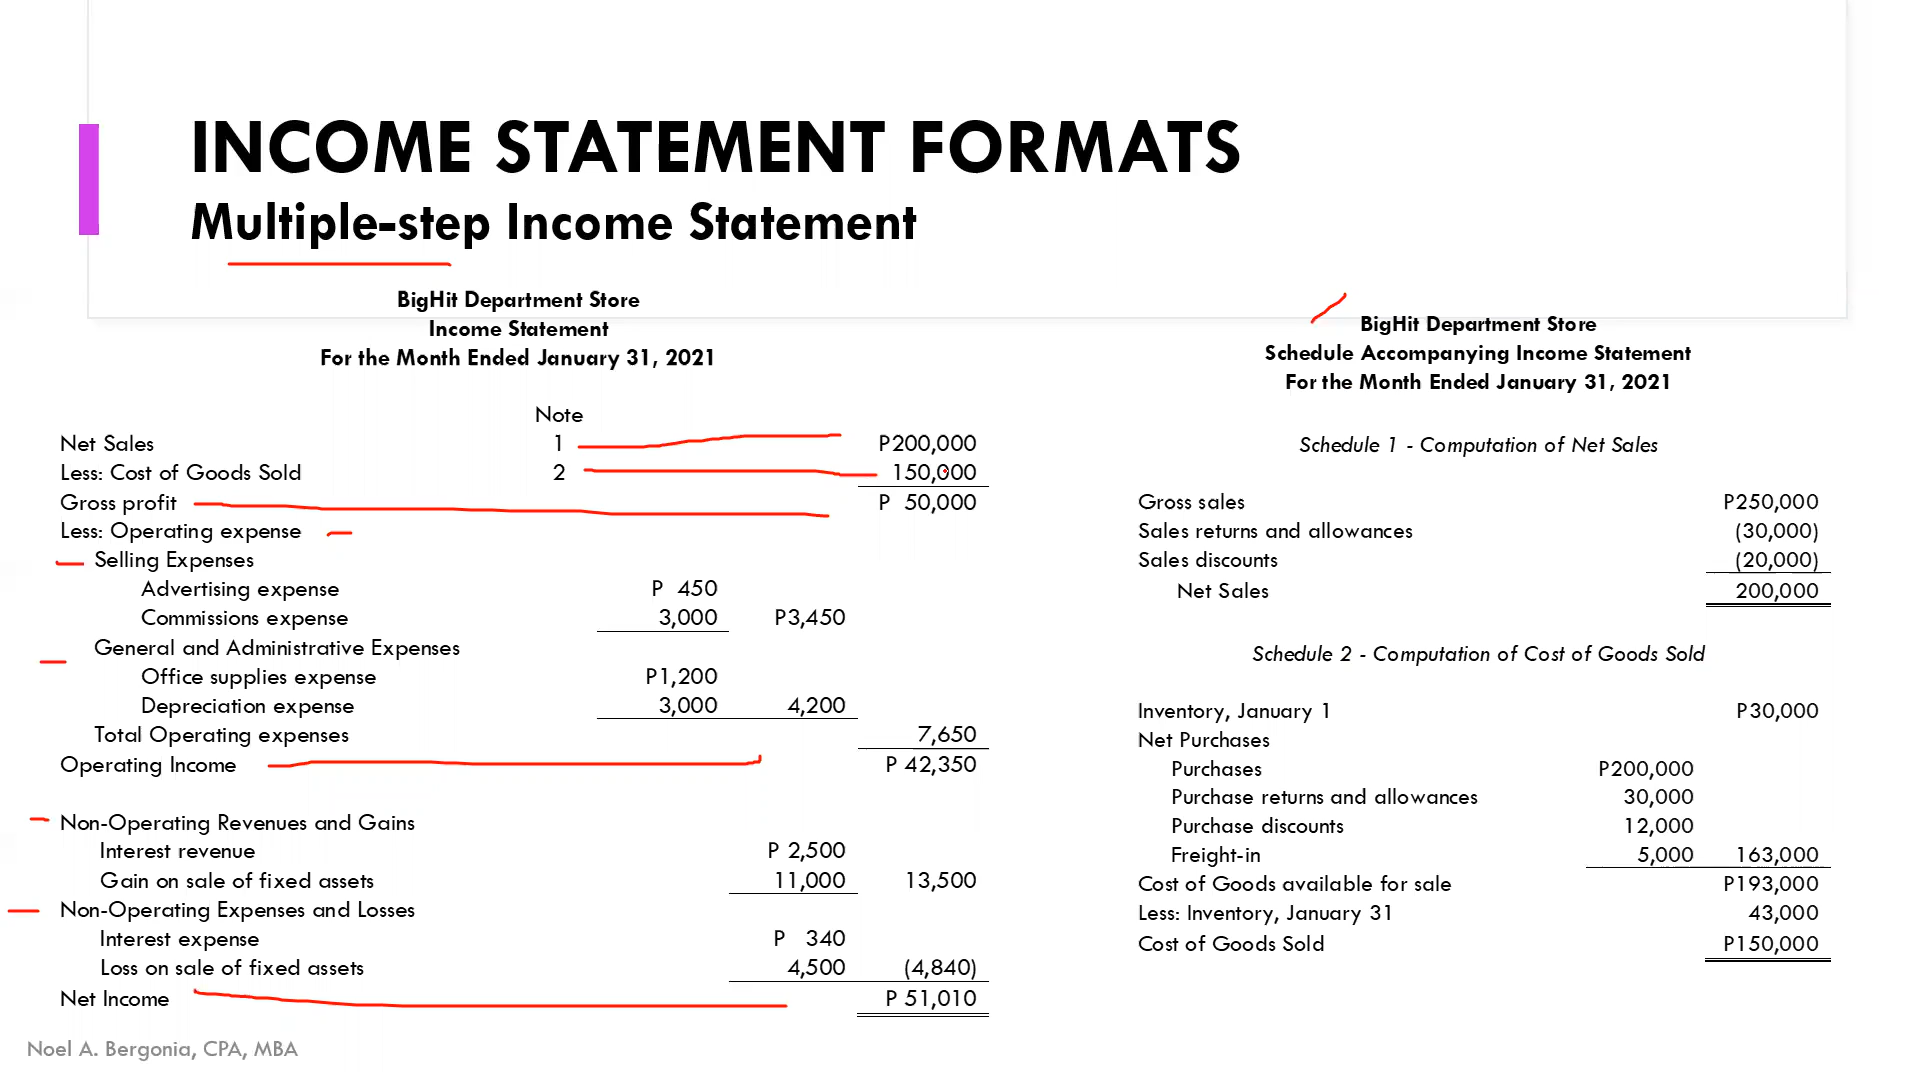 INCOME STATEMENT FORMATS
Multiple-step Income Statement
BigHit Department Store
Income Statement
For the Month Ended January 31, 2021
Note
Net Sales 1 P200,000
Less: Cost of Goods Sold 2 150,000
Gross profit P 50,000
Less: Operating expense
Selling Expenses
Advertising expense P 450
Commissions expense 3,000 P3,450
General and Administrative Expenses
Office supplies expense P1,200
Depreciation expense 3,000 4,200
Total Operating expenses 7,650
Operating Income P 42,350
Non-Operating Revenues and Gains
Interest revenue P 2,500
Gain on sale of fixed assets 11,000 13,500
Non-Operating Expenses and Losses
Interest expense P 340
Loss on sale of fixed assets 4,500 (4,840)
Net Income P 51,010
BigHit Department Store
Schedule Accompanying Income Statement
For the Month Ended January 31, 2021
Schedule 1 - Computation of Net Sales
Gross sales P250,000
Sales returns and allowances (30,000)
Sales discounts (20,000)
Net Sales 200,000
Schedule 2 - Computation of Cost of Goods Sold
Inventory, January 1 P30,000
Net Purchases
Purchases P200,000
Purchase returns and allowances 30,000
Purchase discounts 12,000
Freight-in 5,000 163,000
Cost of Goods available for sale P193,000
Less: Inventory, January 31 43,000
Cost of Goods Sold P150,000
Noel A. Bergonia, CPA, MBA